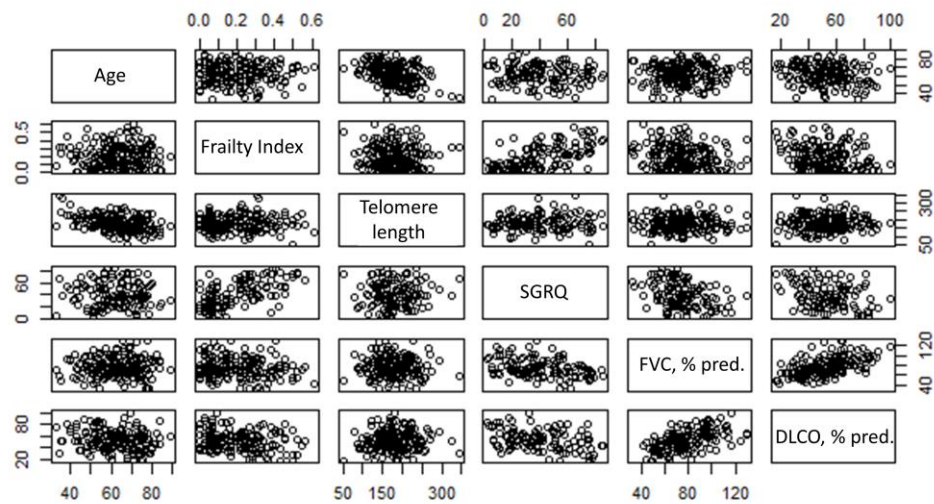 0.0 0.2 0.4 0.6
0 20 60
20 60 100
Age
40 80
0.0 0.5
Frailty Index
Telomere
length
50 300
0 60
SGRQ
FVC, % pred.
40 120
20 80
DLCO, % pred.
40 60 80
50 150 300
40 80 120